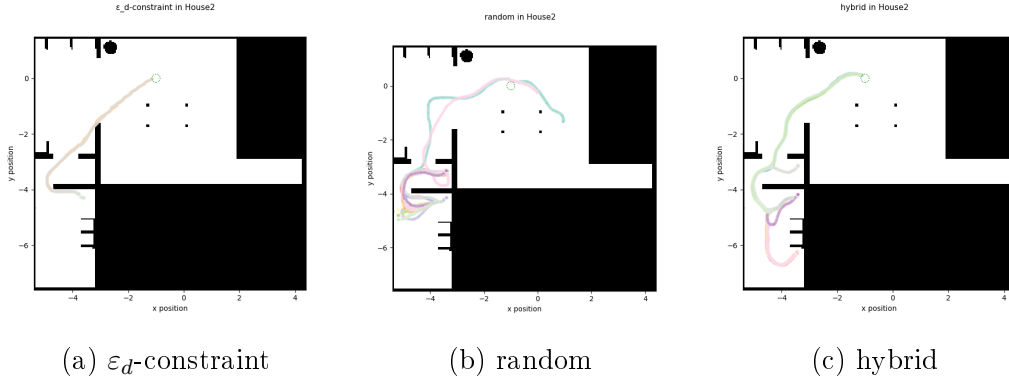 ε_d-constraint in House2
random in House2
hybrid in House2
y position
0
−2
−4
−6
−4
−2
0
2
4
x position
y position
0
−2
−4
−6
−4
−2
0
2
4
x position
y position
0
−2
−4
−6
−4
−2
0
2
4
x position
(a) ε_d-constraint
(b) random
(c) hybrid